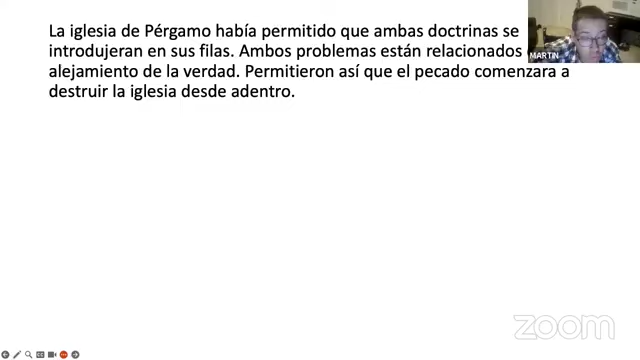 La iglesia de Pérgamo había permitido que ambas doctrinas se
introdujeran en sus filas. Ambos problemas están relacionados
alejamiento de la verdad. Permitieron así que el pecado comenzara a
destruir la iglesia desde adentro.
MARTIN
zoom